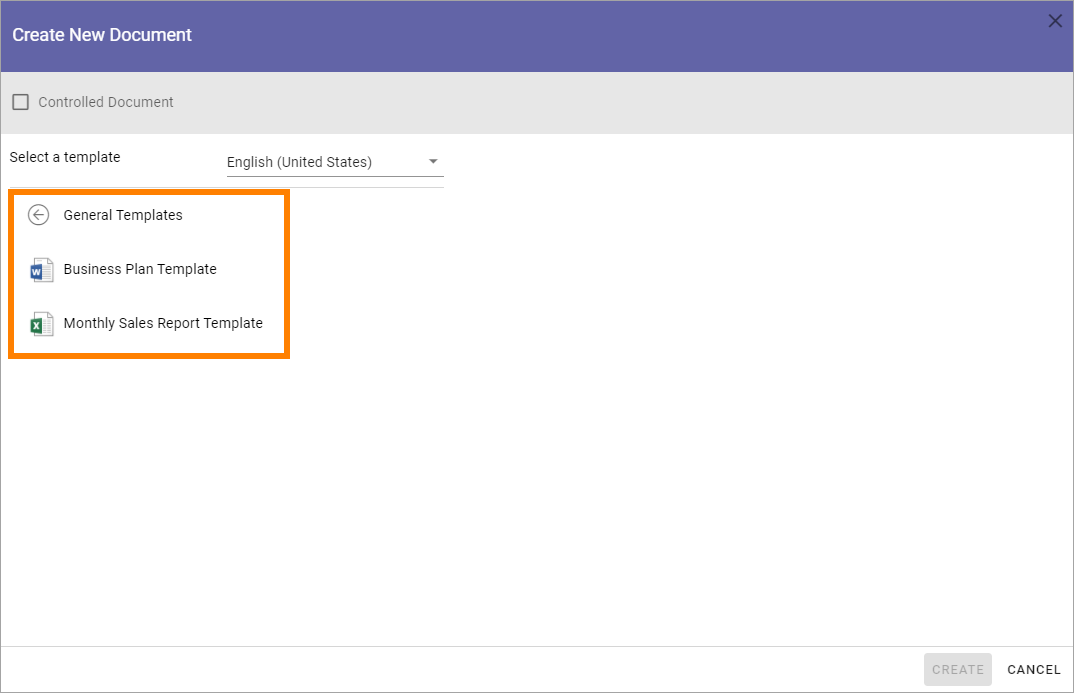 Create New Document
Controlled Document
Select a template
English (United States)
General Templates
W Business Plan Template
X Monthly Sales Report Template
CREATE CANCEL